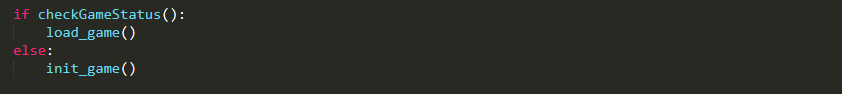 if checkGameStatus():
    load_game()
else:
    init_game()